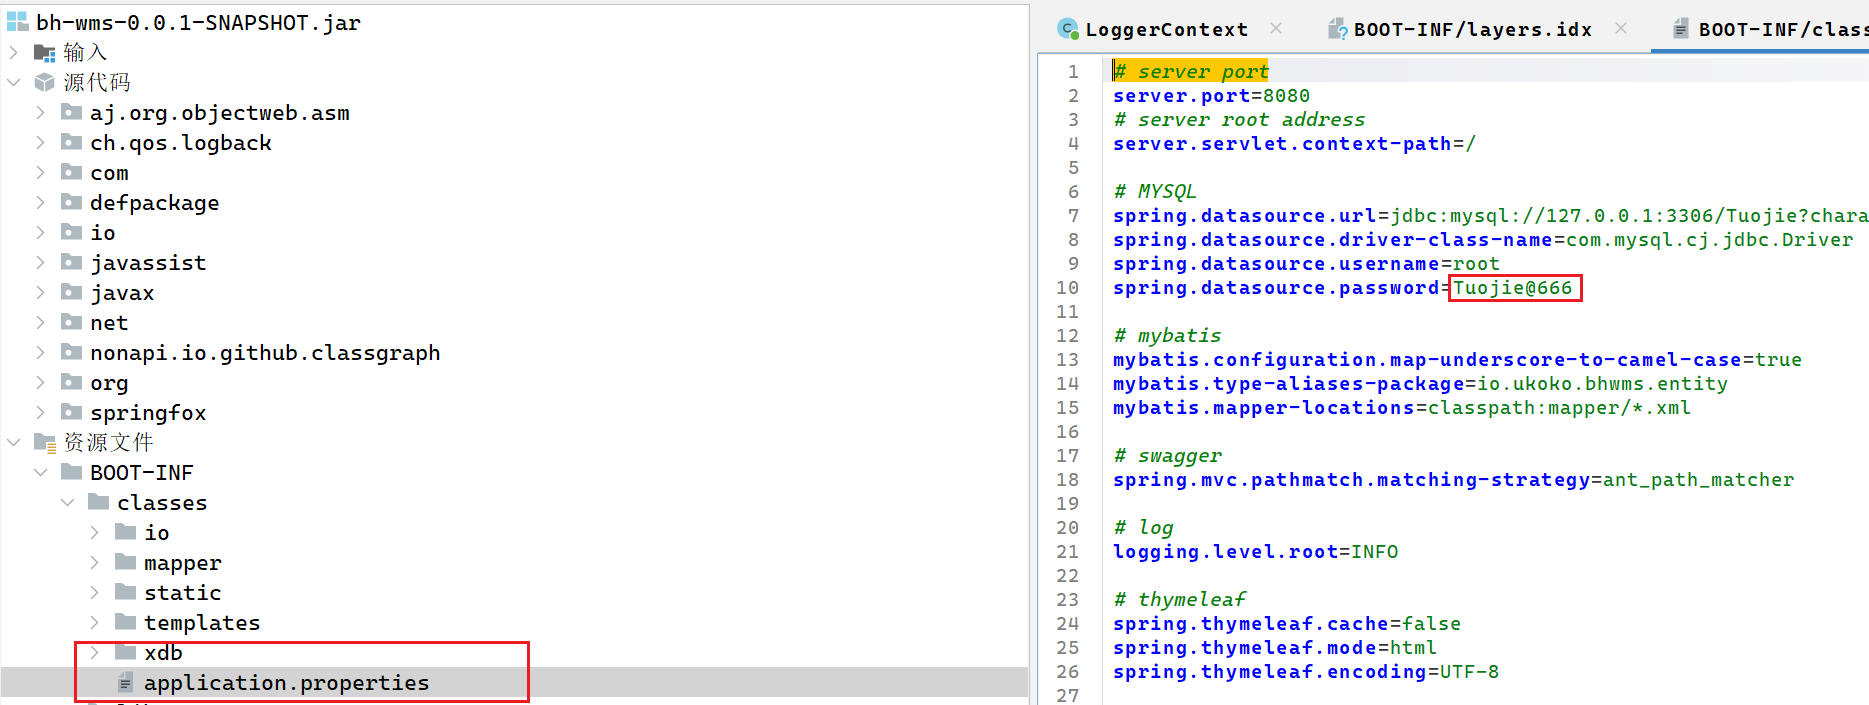 bh-wms-0.0.1-SNAPSHOT.jar
输入
源代码
aj.org.objectweb.asm
ch.qos.logback
com
defpackage
io
javassist
javax
net
nonapi.io.github.classgraph
org
springfox
资源文件
BOOT-INF
classes
io
mapper
static
templates
xdb
application.properties
LoggerContext
BOOT-INF/layers.idx
BOOT-INF/clas
1 # server port
2 server.port=8080
3 # server root address
4 server.servlet.context-path=/
5
6 # MYSQL
7 spring.datasource.url=jdbc:mysql://127.0.0.1:3306/Tuojie?chara
8 spring.datasource.driver-class-name=com.mysql.cj.jdbc.Driver
9 spring.datasource.username=root
10 spring.datasource.password=Tuojie@666
11
12 # mybatis
13 mybatis.configuration.map-underscore-to-camel-case=true
14 mybatis.type-aliases-package=io.ukoko.bhwms.entity
15 mybatis.mapper-locations=classpath:mapper/*.xml
16
17 # swagger
18 spring.mvc.pathmatch.matching-strategy=ant_path_matcher
19
20 # log
21 logging.level.root=INFO
22
23 # thymeleaf
24 spring.thymeleaf.cache=false
25 spring.thymeleaf.mode=html
26 spring.thymeleaf.encoding=UTF-8
27